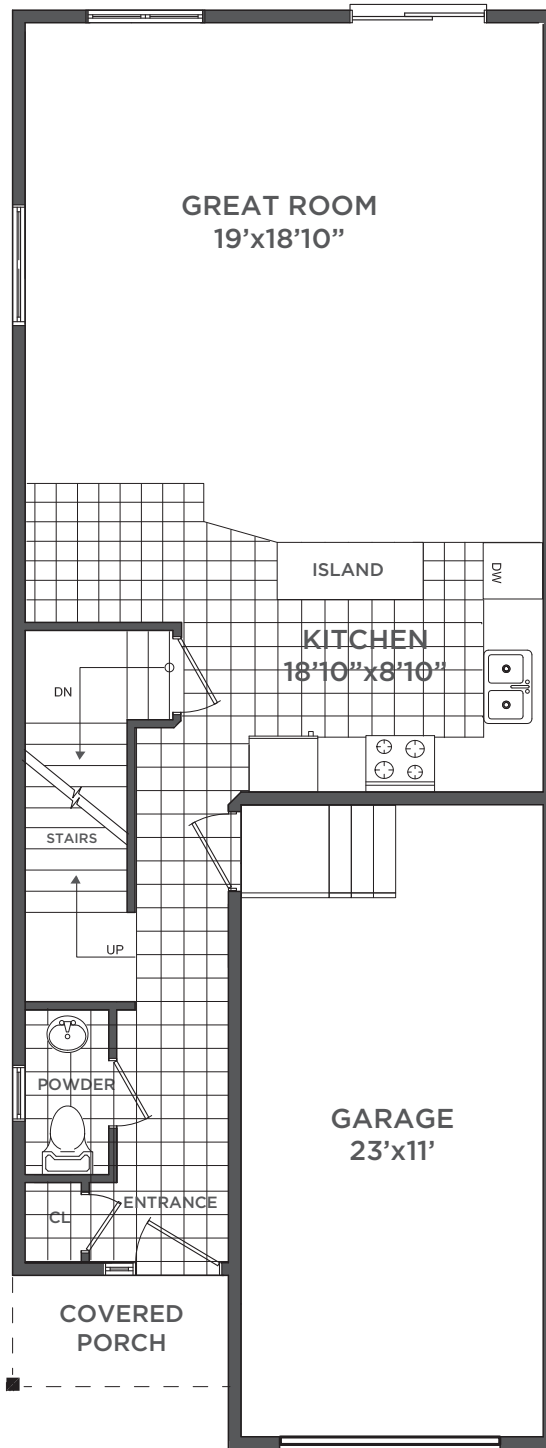 GREAT ROOM
19’x18’10”
ISLAND
DW
KITCHEN
18’10”x8’10”
DN
STAIRS
UP
POWDER
GARAGE
23’x11’
CL
ENTRANCE
COVERED
PORCH